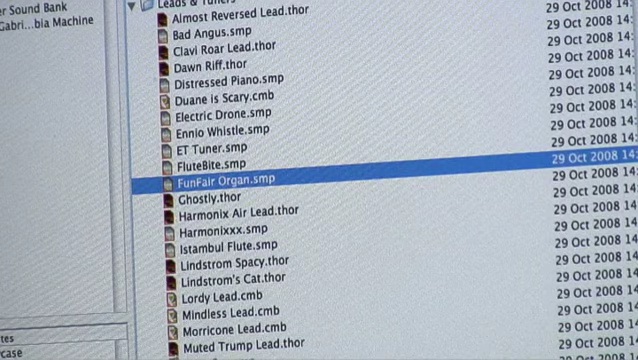 er Sound Bank
Gabri...bia Machine
Leads & Tuners
Almost Reversed Lead.thor 29 Oct 2008 14:
Bad Angus.smp 29 Oct 2008 14:
Clavi Roar Lead.thor 29 Oct 2008 14:
Dawn Riff.thor 29 Oct 2008 14:
Distressed Piano.smp 29 Oct 2008 14:
Duane is Scary.cmb 29 Oct 2008 14:
Electric Drone.smp 29 Oct 2008 14:
Ennio Whistle.smp 29 Oct 2008 14:
ET Tuner.smp 29 Oct 2008 14:
FluteBite.smp 29 Oct 2008 14:
FunFair Organ.smp 29 Oct 2008 14:
Ghostly.thor 29 Oct 2008 14:
Harmonix Air Lead.thor 29 Oct 2008 14:
Harmonixxx.smp 29 Oct 2008 14:
Istambul Flute.smp 29 Oct 2008 14:
Lindstrom Spacy.thor 29 Oct 2008 14:
Lindstrom's Cat.thor 29 Oct 2008 14:
Lordy Lead.cmb 29 Oct 2008 14
Mindless Lead.cmb 29 Oct 2008 14
Morricone Lead.cmb 29 Oct 2008 14
Muted Trump Lead.thor 29 Oct 2008 14
tes
case